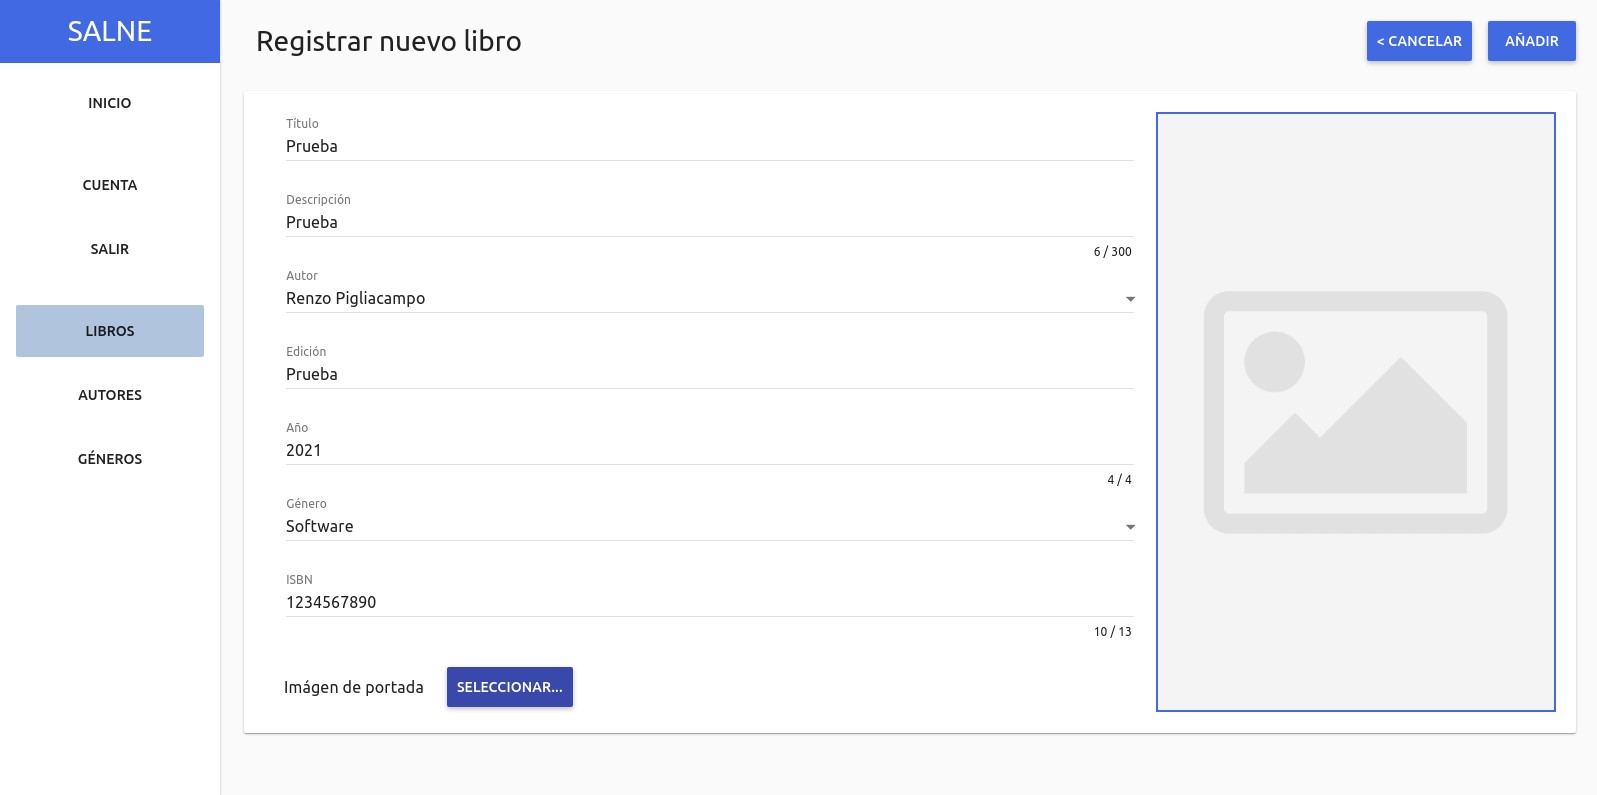 SALNE
INICIO
CUENTA
SALIR
LIBROS
AUTORES
GÉNEROS
Registrar nuevo libro
< CANCELAR
AÑADIR
Título
Prueba
Descripción
Prueba
6 / 300
Autor
Renzo Pigliacampo
Edición
Prueba
Año
2021
4 / 4
Género
Software
ISBN
1234567890
10 / 13
Imágen de portada
SELECCIONAR...